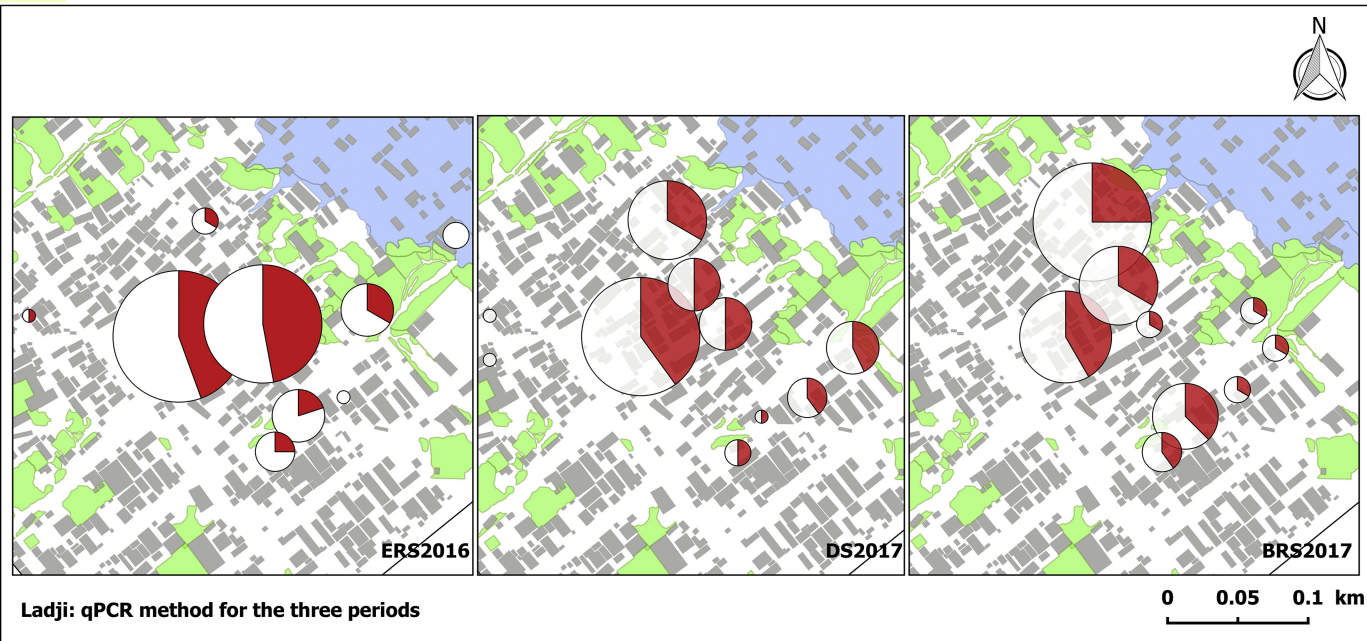 N
ERS2016
DS2017
BRS2017
Ladji: qPCR method for the three periods
0 0.05 0.1 km